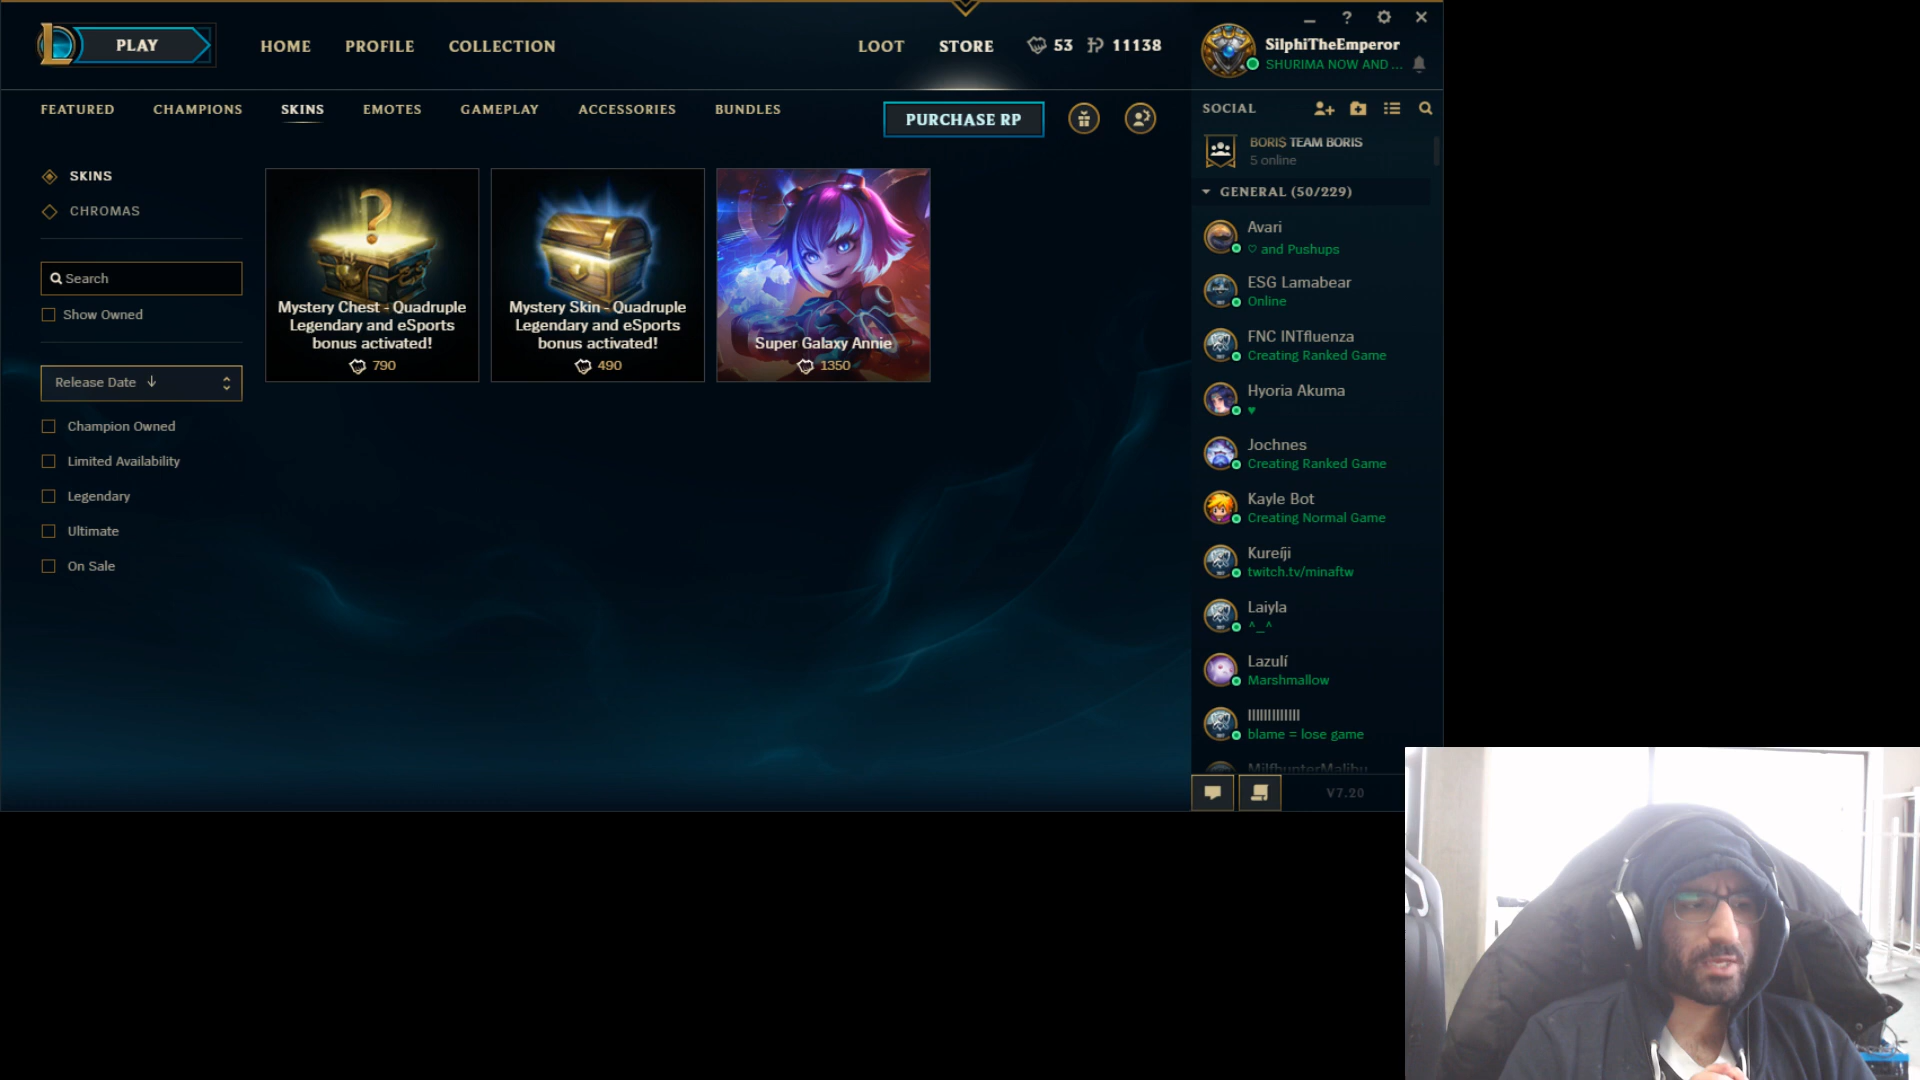 PLAY
HOME
PROFILE
COLLECTION
LOOT
STORE
53
11138
?
SilphiTheEmperor
SHURIMA NOW AND ...
FEATURED
CHAMPIONS
SKINS
EMOTES
GAMEPLAY
ACCESSORIES
BUNDLES
PURCHASE RP
SKINS
CHROMAS
Search
Show Owned
Release Date ↓
Champion Owned
Limited Availability
Legendary
Ultimate
On Sale
Mystery Chest - Quadruple
Legendary and eSports
bonus activated!
790
Mystery Skin - Quadruple
Legendary and eSports
bonus activated!
490
Super Galaxy Annie
1350
SOCIAL
BORI$ TEAM BORIS
5 online
GENERAL (50/229)
Avari
♡ and Pushups
ESG Lamabear
Online
FNC INTfluenza
Creating Ranked Game
Hyoria Akuma
♥
Jochnes
Creating Ranked Game
Kayle Bot
Creating Normal Game
Kureíji
twitch.tv/minaftw
Laiyla
^_^
Lazulí
Marshmallow
blame = lose game
MilfhunterMalibu
V7.20